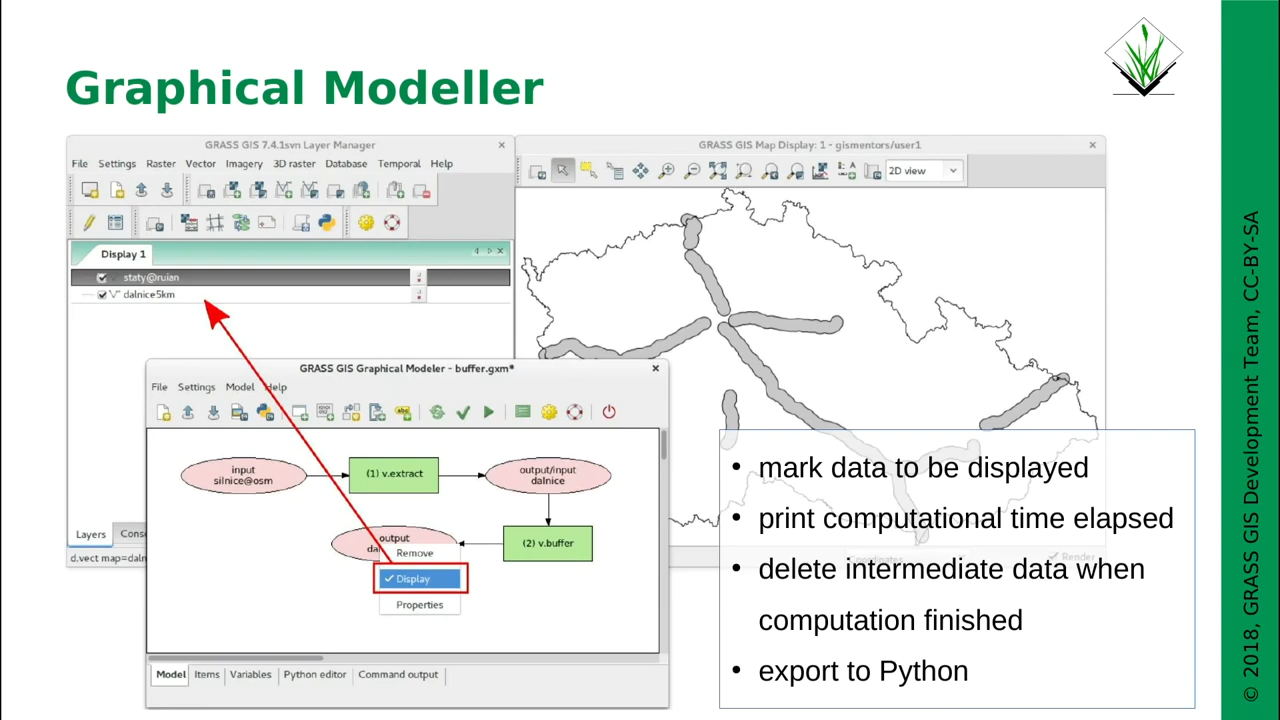 Graphical Modeller
GRASS GIS 7.4.1svn Layer Manager
File Settings Raster Vector Imagery 3D raster Database Temporal Help
Display 1
staty@ruian
dalnice5km
Layers
d.vect map=
GRASS GIS Map Display: 1 - gismentors/user1
2D view
Render
GRASS GIS Graphical Modeler - buffer.gxm*
File Settings Model Help
input
silnice@osm
(1) v.extract
output/input
dalnice
output
(2) v.buffer
Remove
Display
Properties
Model Items Variables Python editor Command output
• mark data to be displayed
• print computational time elapsed
• delete intermediate data when
computation finished
• export to Python
© 2018, GRASS GIS Development Team, CC-BY-SA